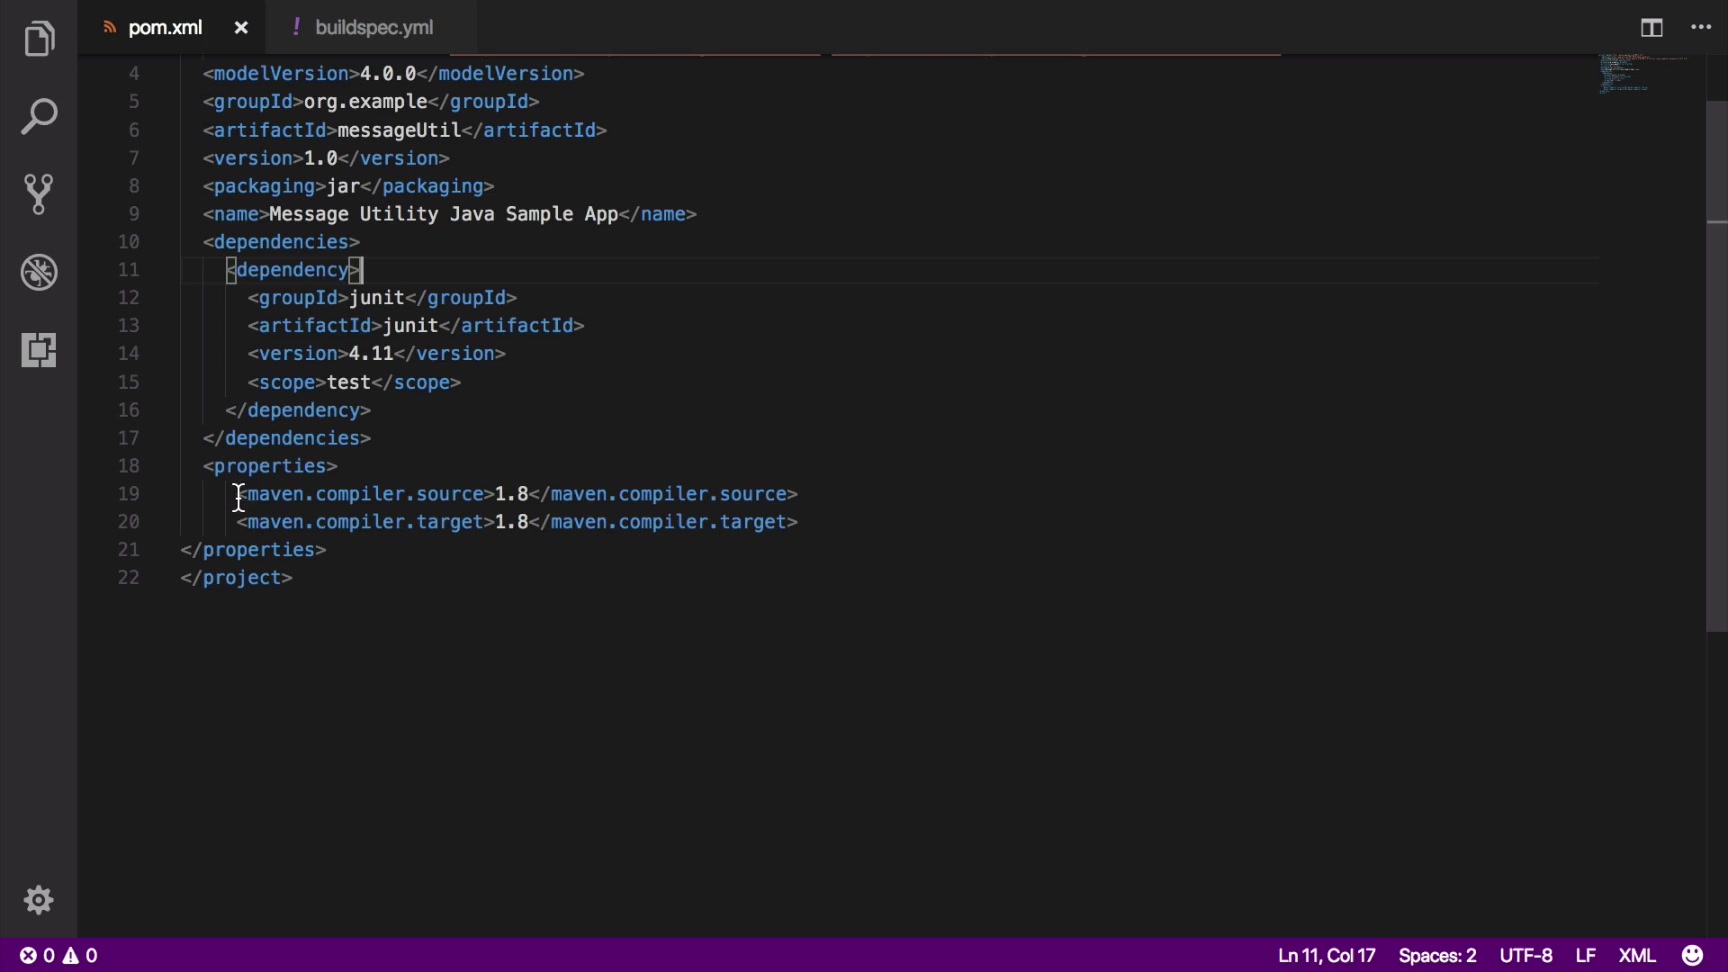 pom.xml
! buildspec.yml
4 <modelVersion>4.0.0</modelVersion>
5 <groupId>org.example</groupId>
6 <artifactId>messageUtil</artifactId>
7 <version>1.0</version>
8 <packaging>jar</packaging>
9 <name>Message Utility Java Sample App</name>
10 <dependencies>
11 <dependency>
12 <groupId>junit</groupId>
13 <artifactId>junit</artifactId>
14 <version>4.11</version>
15 <scope>test</scope>
16 </dependency>
17 </dependencies>
18 <properties>
19 <maven.compiler.source>1.8</maven.compiler.source>
20 <maven.compiler.target>1.8</maven.compiler.target>
21 </properties>
22 </project>
0 0 Ln 11, Col 17 Spaces: 2 UTF-8 LF XML